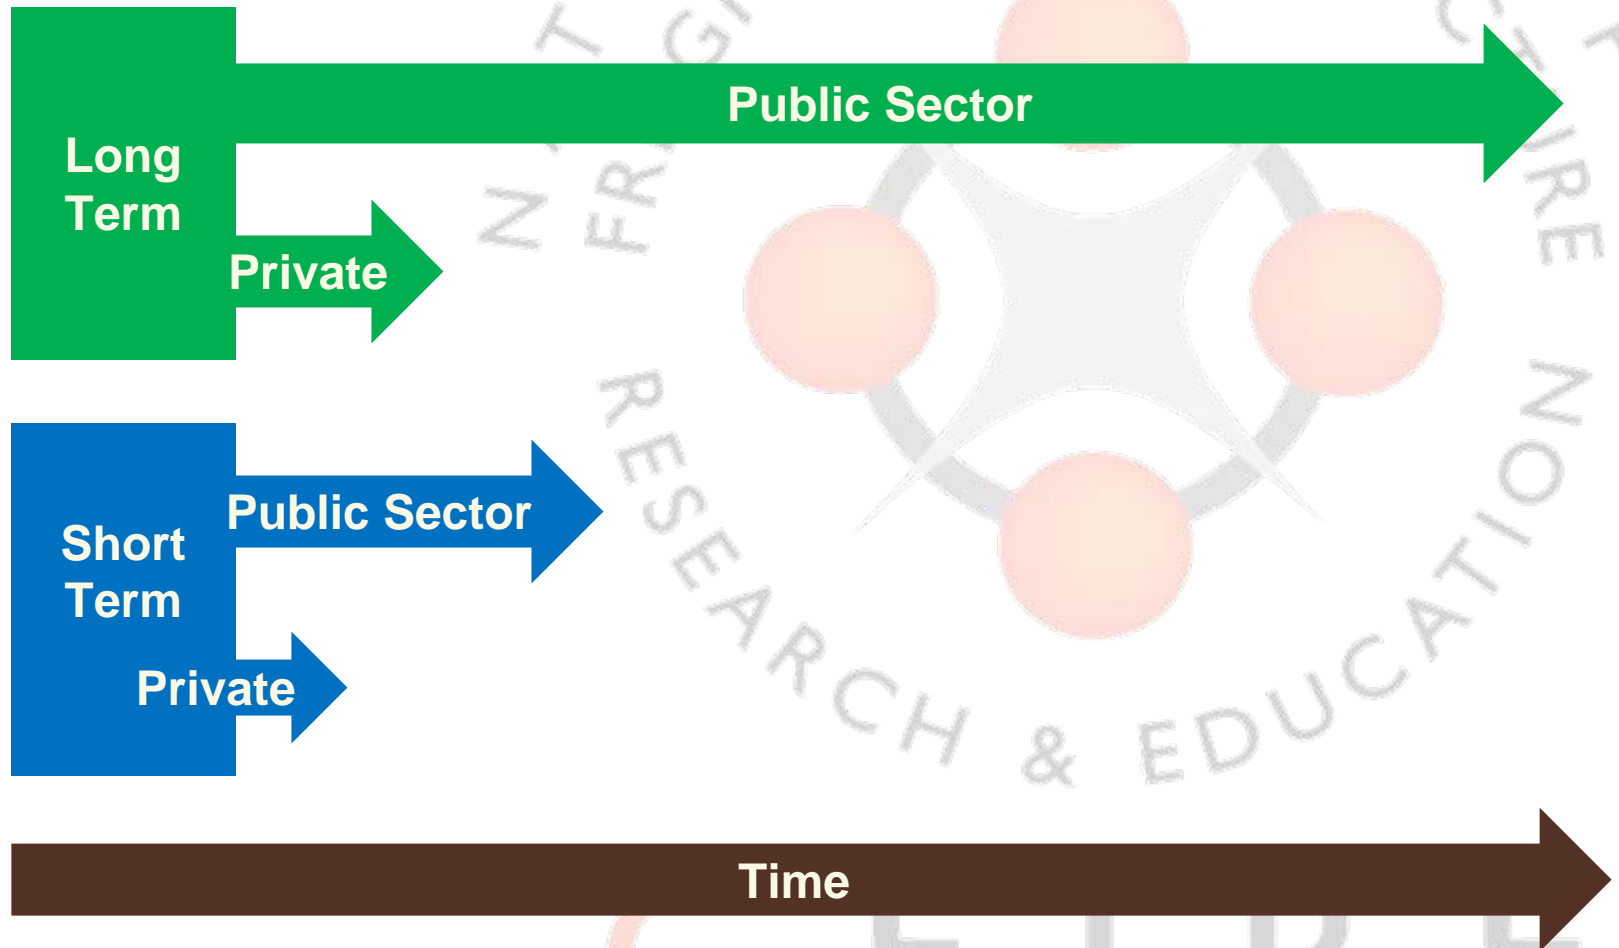 Public Sector
Long
Term
Private
Public Sector
Short
Term
Private
Time
RESEARCH & EDUCATION